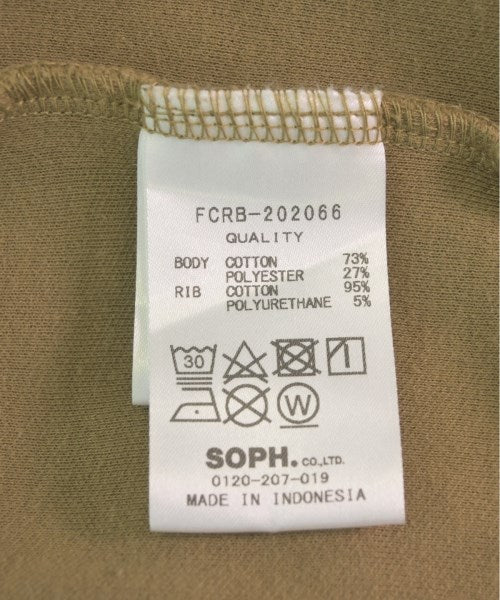 FCRB-202066
QUALITY
BODY COTTON 73%
POLYESTER 27%
RIB COTTON 95%
POLYURETHANE 5%
30
W
SOPH. CO.,LTD.
0120-207-019
MADE IN INDONESIA